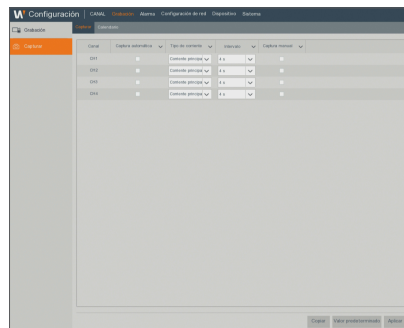 W Configuración CANAL Grabación Alarma Configuración de red Dispositivo Sistema
Grabación
Capturar
Capturar Calendario
Canal Captura automática Tipo de corriente Intervalo Captura manual
CH1 Corriente principal 4 s
CH2 Corriente principal 4 s
CH3 Corriente principal 4 s
CH4 Corriente principal 4 s
Copiar Valor predeterminado Aplicar